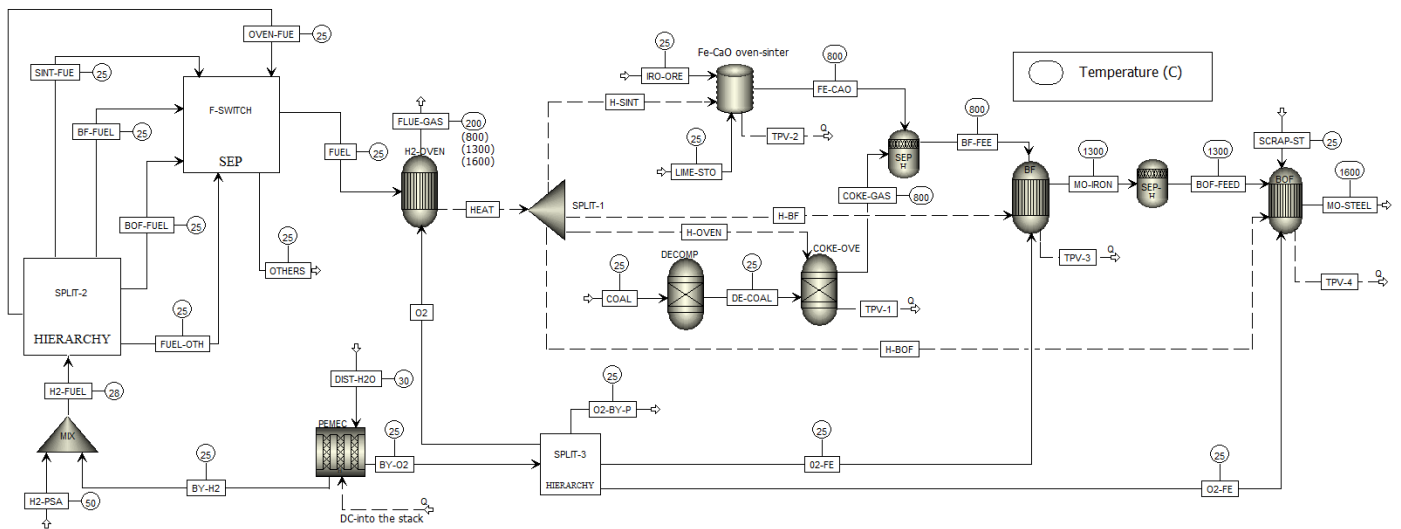 OVEN-FUE
25
SINT-FUE
25
F-SWITCH
SEP
BF-FUEL
25
BOF-FUEL
25
25
OTHERS
SPLIT-2
HIERARCHY
25
FUEL-OTH
H2-FUEL
28
MIX
H2-PSA
50
25
BY-H2
FUEL
25
FLUE-GAS
200
(800)
(1300)
(1600)
H2-OVEN
HEAT
O2
DIST-H2O
30
PEMEC
25
BY-O2
Q
DC-into the stack
SPLIT-1
H-SINT
H-BF
H-OVEN
H-BOF
25
IRO-ORE
Fe-CaO oven-sinter
25
LIME-STO
TPV-2
Q
800
FE-CAO
SEP
H
COKE-GAS
800
800
BF-FEE
25
COAL
DECOMP
25
DE-COAL
COKE-OVE
TPV-1
Q
BF
TPV-3
Q
1300
MO-IRON
SEP-
H
1300
BOF-FEED
Temperature (C)
SCRAP-ST
25
BOF
1600
MO-STEEL
TPV-4
Q
25
O2-BY-P
SPLIT-3
HIERARCHY
25
02-FE
25
O2-FE